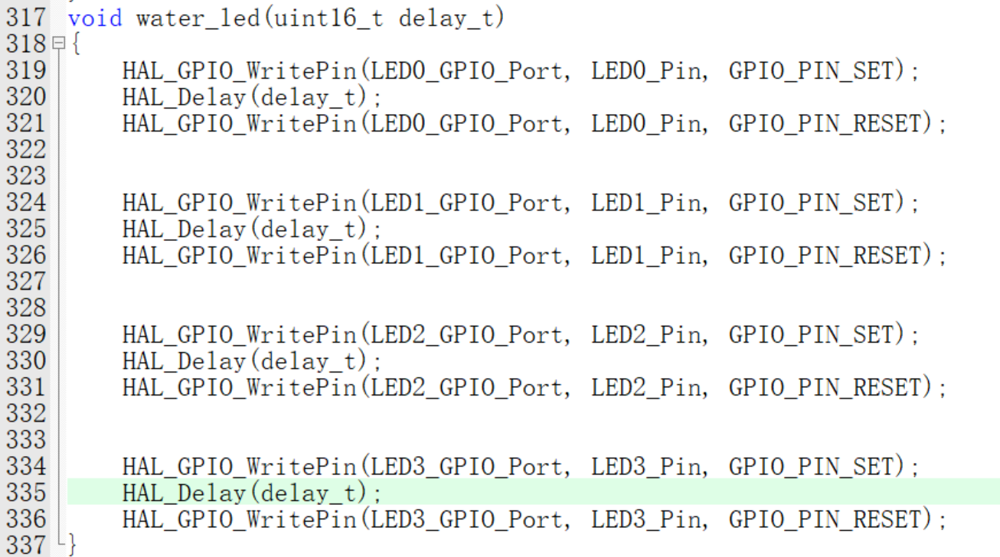 317 void water_led(uint16_t delay_t)
318 {
319     HAL_GPIO_WritePin(LED0_GPIO_Port, LED0_Pin, GPIO_PIN_SET);
320     HAL_Delay(delay_t);
321     HAL_GPIO_WritePin(LED0_GPIO_Port, LED0_Pin, GPIO_PIN_RESET);
322
323
324     HAL_GPIO_WritePin(LED1_GPIO_Port, LED1_Pin, GPIO_PIN_SET);
325     HAL_Delay(delay_t);
326     HAL_GPIO_WritePin(LED1_GPIO_Port, LED1_Pin, GPIO_PIN_RESET);
327
328
329     HAL_GPIO_WritePin(LED2_GPIO_Port, LED2_Pin, GPIO_PIN_SET);
330     HAL_Delay(delay_t);
331     HAL_GPIO_WritePin(LED2_GPIO_Port, LED2_Pin, GPIO_PIN_RESET);
332
333
334     HAL_GPIO_WritePin(LED3_GPIO_Port, LED3_Pin, GPIO_PIN_SET);
335     HAL_Delay(delay_t);
336     HAL_GPIO_WritePin(LED3_GPIO_Port, LED3_Pin, GPIO_PIN_RESET);
337 }